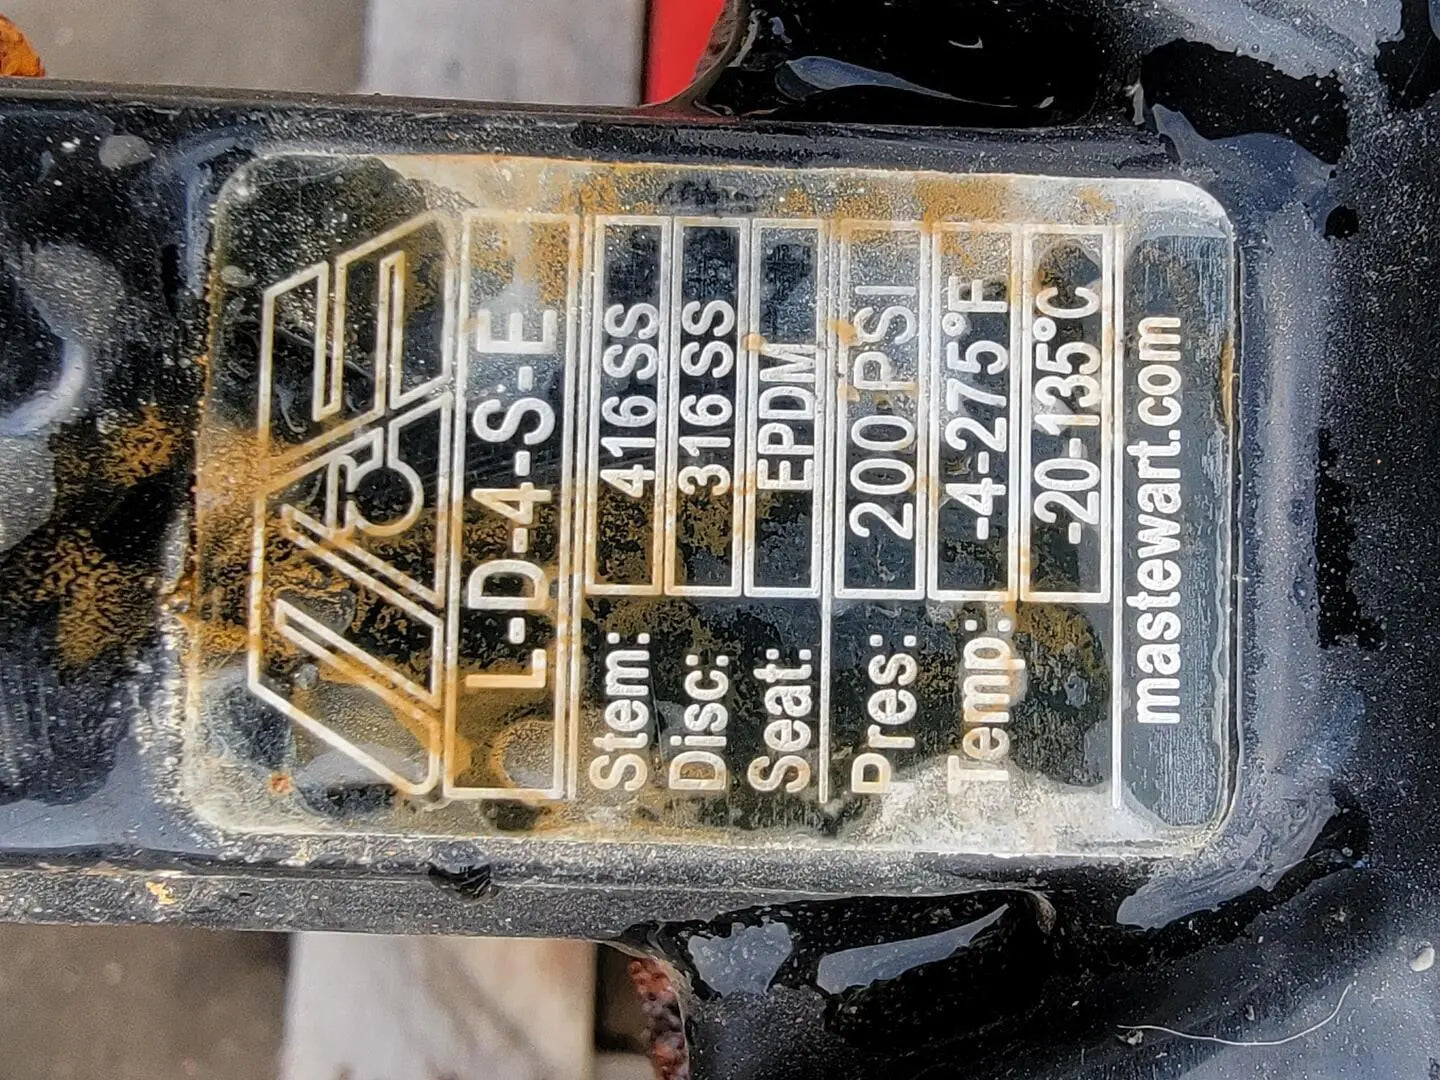 L-D-4-S-E
Stem: 416 SS
Disc: 316 SS
Seat: EPDM
Pres: 200 PSI
Temp: -4-275°F
-20-135°C
mastewart.com